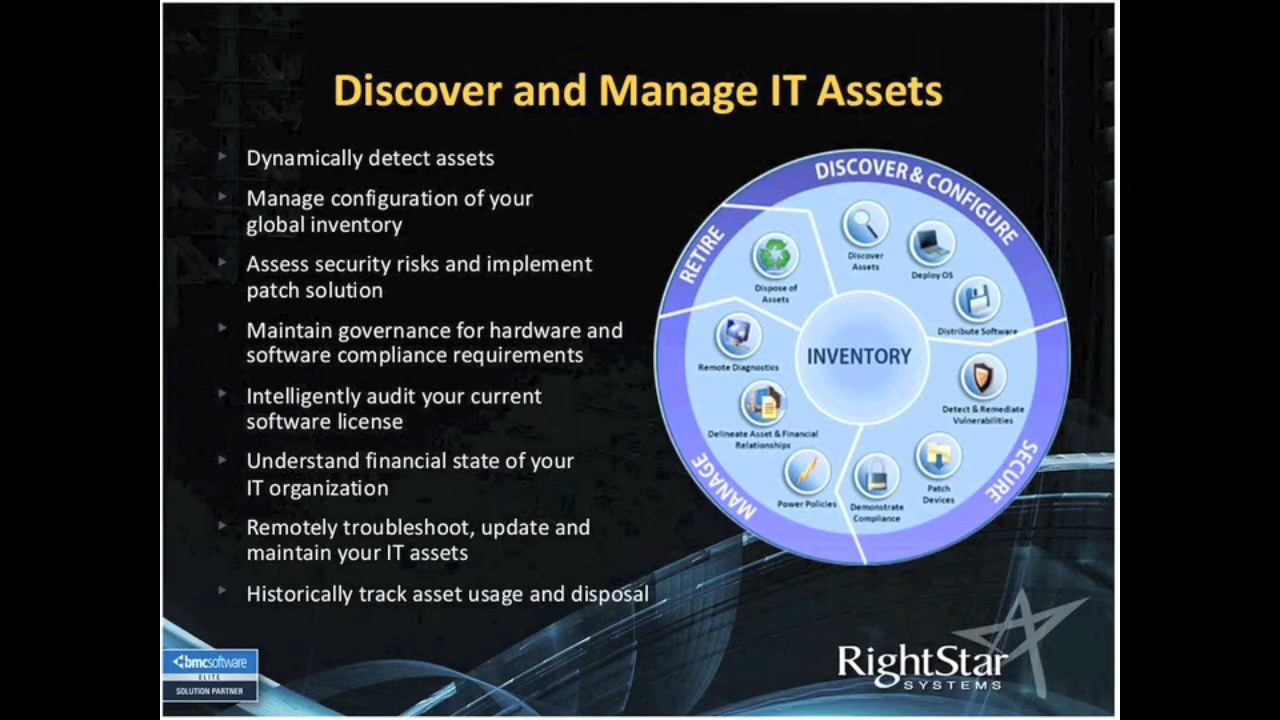 Discover and Manage IT Assets
Dynamically detect assets
Manage configuration of your
global inventory
Assess security risks and implement
patch solution
Maintain governance for hardware and
software compliance requirements
Intelligently audit your current
software license
Understand financial state of your
IT organization
Remotely troubleshoot, update and
maintain your IT assets
Historically track asset usage and disposal
DISCOVER & CONFIGURE
Discover
Assets
Deploy OS
Distribute Software
SECURE
Detect & Remediate
Vulnerabilities
Patch
Devices
Demonstrate
Compliance
MANAGE
Power Policies
Delineate Asset & Financial
Relationships
Remote Diagnostics
RETIRE
Dispose of
Assets
INVENTORY
bmcsoftware
ELITE
SOLUTION PARTNER
RightStar
SYSTEMS